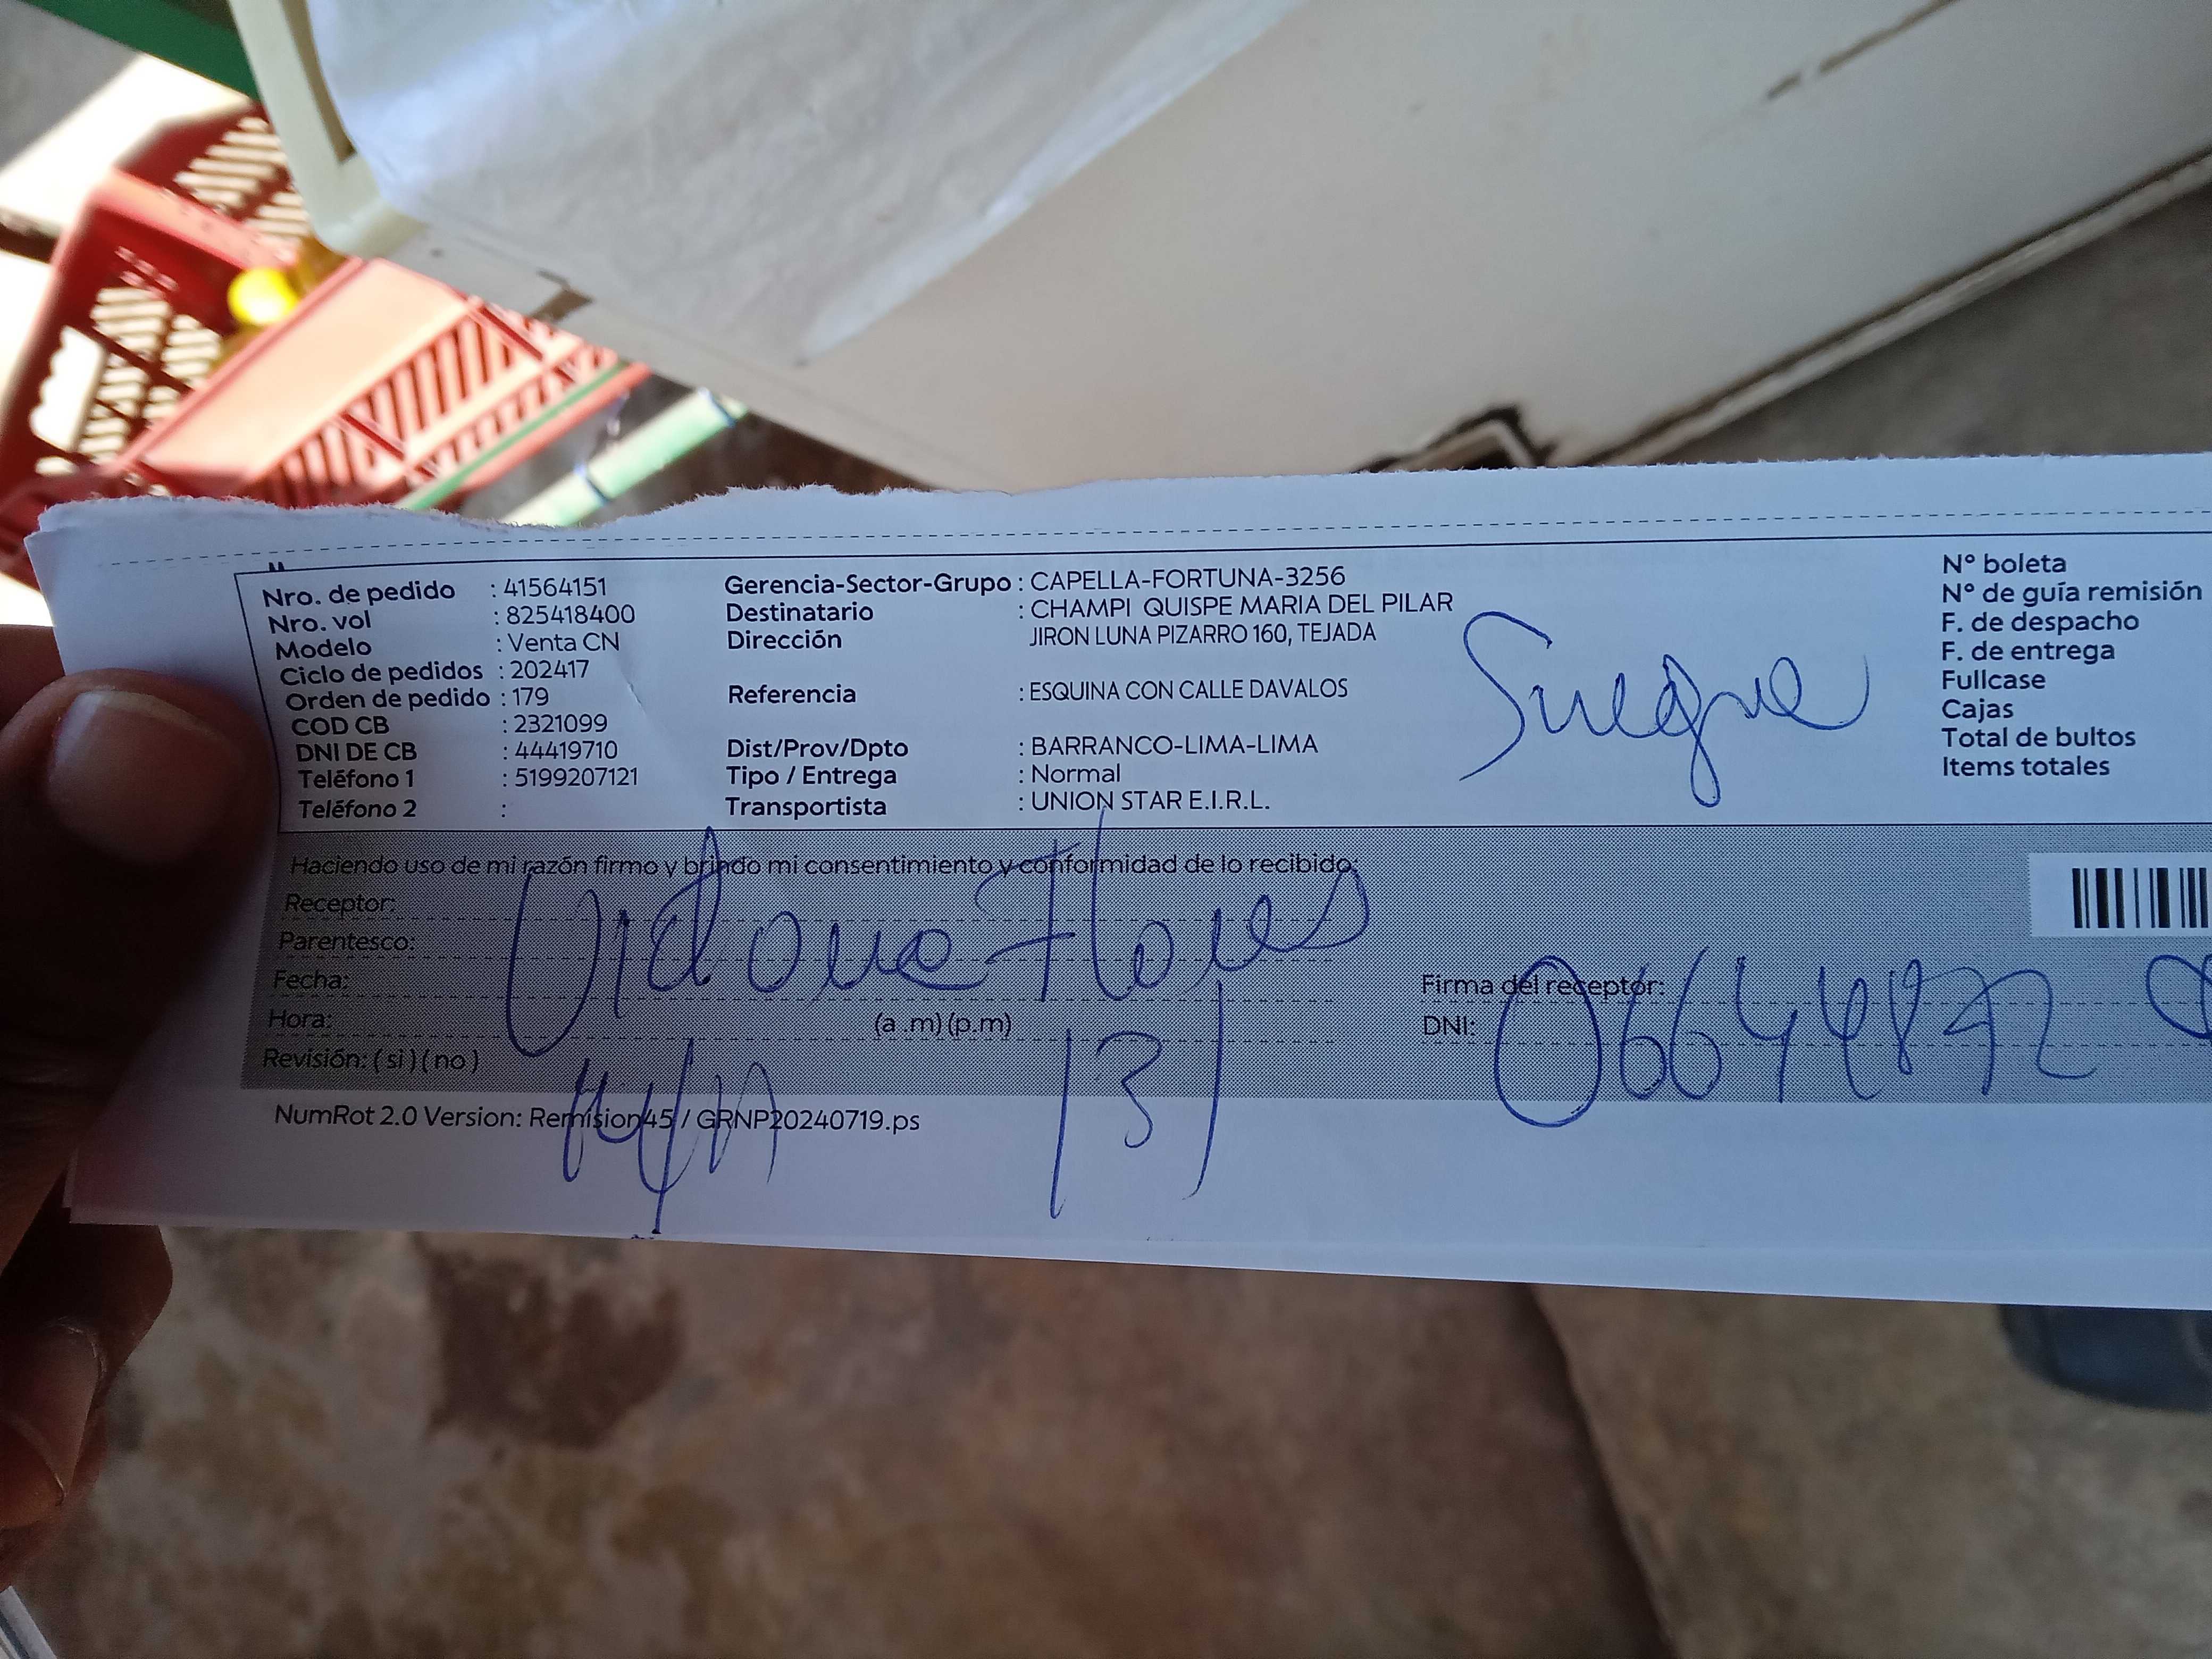 Nro. de pedido : 41564151
Nro. vol : 825418400
Modelo : Venta CN
Ciclo de pedidos : 202417
Orden de pedido : 179
COD CB : 2321099
DNI DE CB : 44419710
Teléfono 1 : 5199207121
Teléfono 2 :
Gerencia-Sector-Grupo : CAPELLA-FORTUNA-3256
Destinatario : CHAMPI QUISPE MARIA DEL PILAR
Dirección JIRON LUNA PIZARRO 160, TEJADA
Referencia : ESQUINA CON CALLE DAVALOS
Dist/Prov/Dpto : BARRANCO-LIMA-LIMA
Tipo / Entrega : Normal
Transportista : UNION STAR E.I.R.L.
Suegra
N° boleta
N° de guía remisión
F. de despacho
F. de entrega
Fullcase
Cajas
Total de bultos
Items totales
Haciendo uso de mi razón firmo y brindo mi consentimiento y conformidad de lo recibido:
Receptor:
Victoria Flores
Parentesco:
Fecha:
Hora: (a .m) (p.m)
Revisión: ( si ) ( no )
Firma del receptor:
DNI:
NumRot 2.0 Version: Remision45 / GRNP20240719.ps